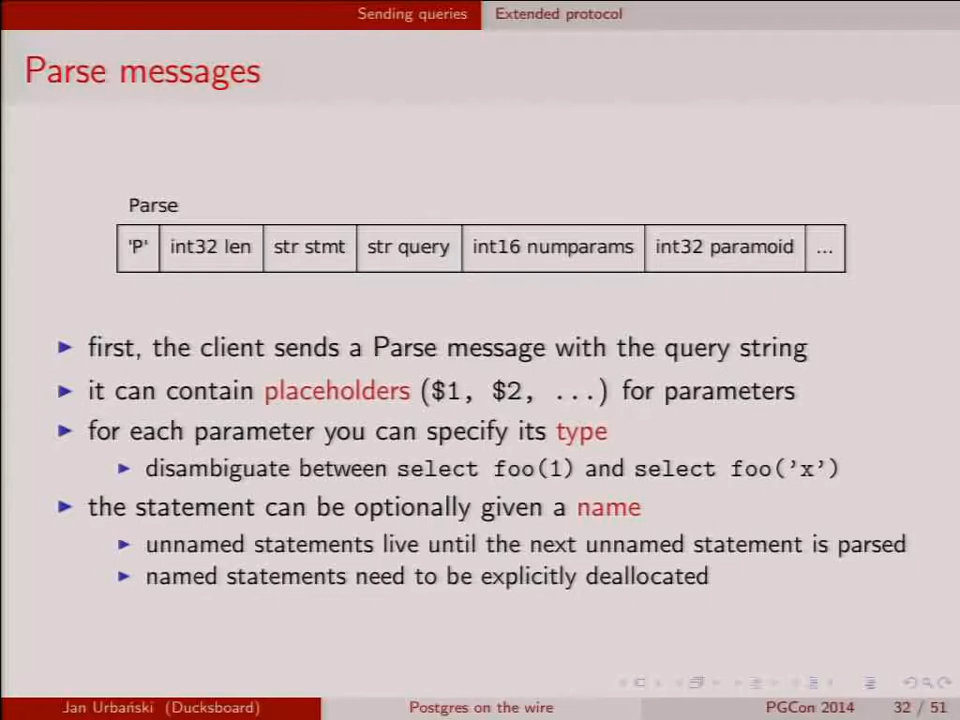 Sending queries Extended protocol
Parse messages
Parse
'P' int32 len str stmt str query int16 numparams int32 paramoid ...
first, the client sends a Parse message with the query string
it can contain placeholders ($1, $2, ...) for parameters
for each parameter you can specify its type
disambiguate between select foo(1) and select foo('x')
the statement can be optionally given a name
unnamed statements live until the next unnamed statement is parsed
named statements need to be explicitly deallocated
Jan Urbański (Ducksboard) Postgres on the wire PGCon 2014 32 / 51